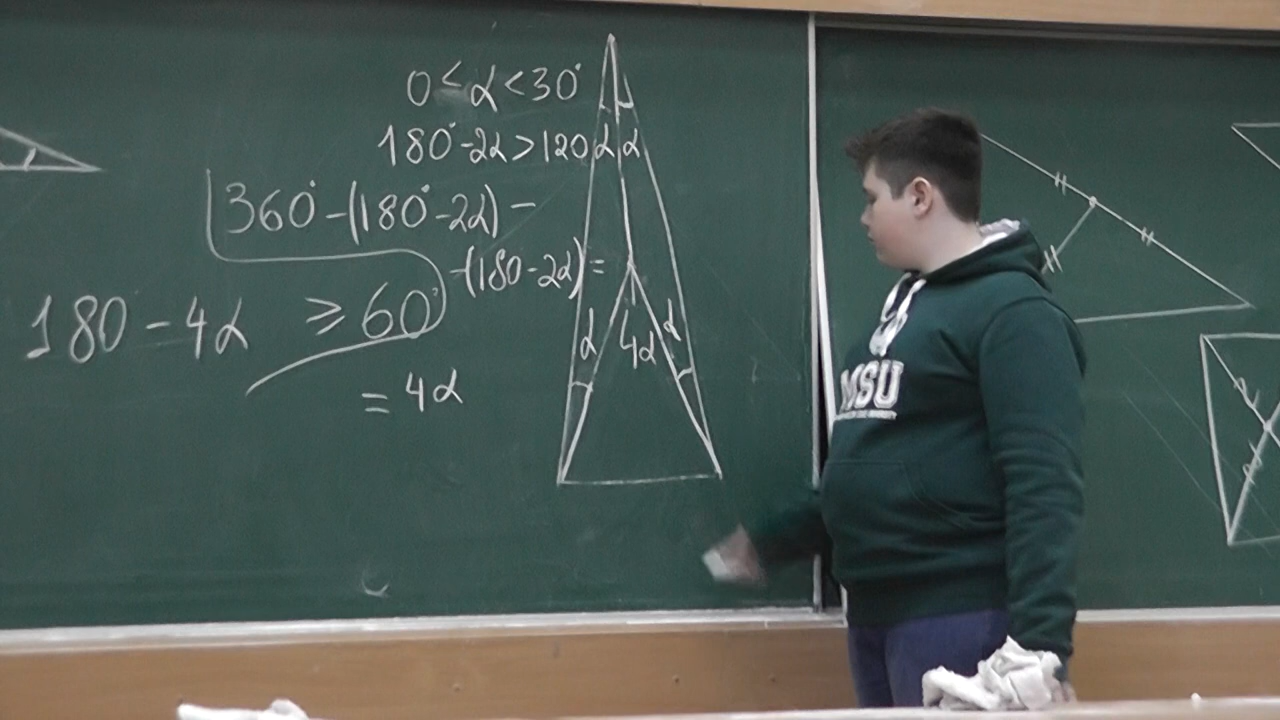 0 < α < 30°
180° - 2α > 120
α α
360° - (180° - 2α) -
- (180 - 2α) =
180 - 4α ≥ 60°
= 4α
α 4α α
MSU